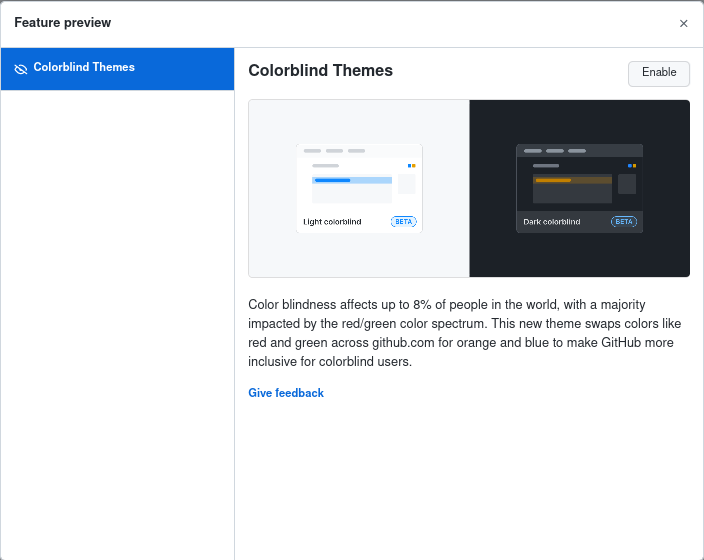 Feature preview
Colorblind Themes
Colorblind Themes
Enable
Light colorblind
BETA
Dark colorblind
BETA
Color blindness affects up to 8% of people in the world, with a majority
impacted by the red/green color spectrum. This new theme swaps colors like
red and green across github.com for orange and blue to make GitHub more
inclusive for colorblind users.
Give feedback